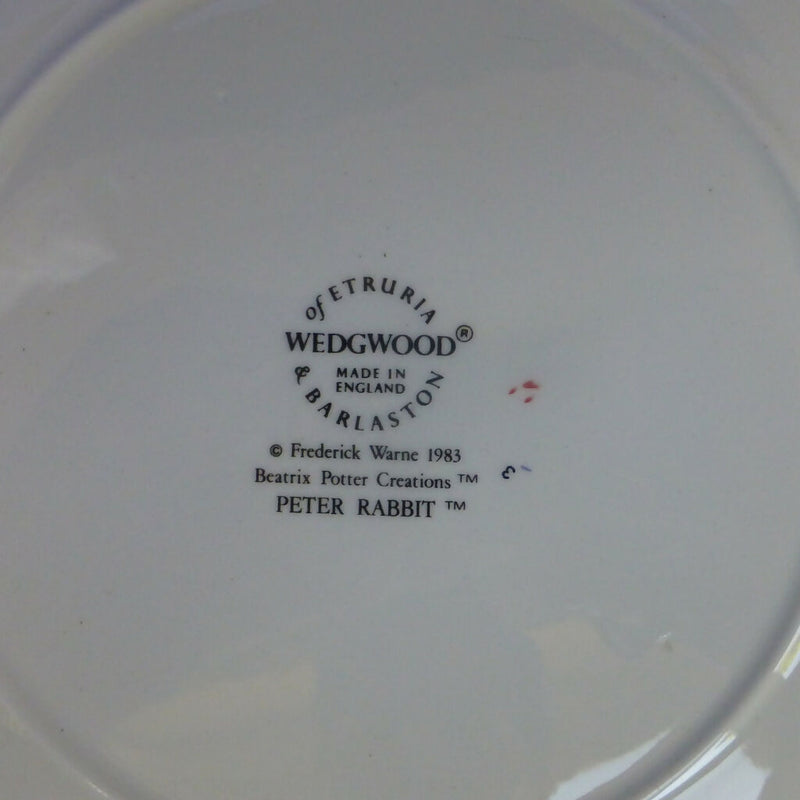 of ETRURIA
WEDGWOOD®
MADE IN
ENGLAND
& BARLASTON
© Frederick Warne 1983
Beatrix Potter Creations ™
PETER RABBIT ™